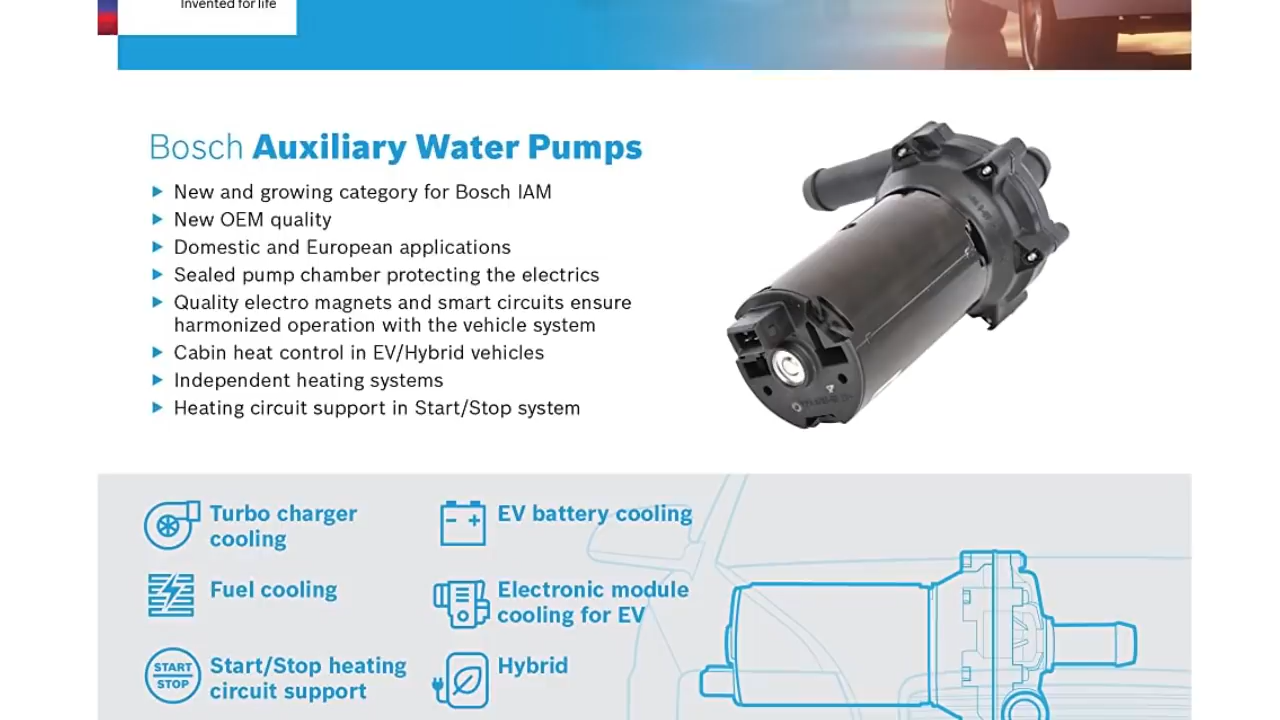 Invented for life
Bosch Auxiliary Water Pumps
New and growing category for Bosch IAM
New OEM quality
Domestic and European applications
Sealed pump chamber protecting the electrics
Quality electro magnets and smart circuits ensure
harmonized operation with the vehicle system
Cabin heat control in EV/Hybrid vehicles
Independent heating systems
Heating circuit support in Start/Stop system
Turbo charger
cooling
EV battery cooling
Fuel cooling
Electronic module
cooling for EV
START
STOP
Start/Stop heating
circuit support
Hybrid